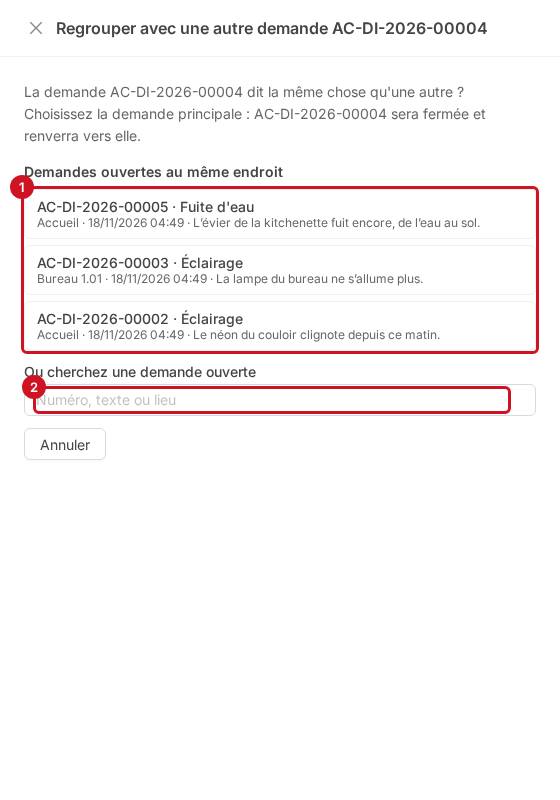 Regrouper avec une autre demande AC-DI-2026-00004
La demande AC-DI-2026-00004 dit la même chose qu'une autre ?
Choisissez la demande principale : AC-DI-2026-00004 sera fermée et
renverra vers elle.
Demandes ouvertes au même endroit
1
AC-DI-2026-00005 · Fuite d'eau
Accueil · 18/11/2026 04:49 · L’évier de la kitchenette fuit encore, de l’eau au sol.
AC-DI-2026-00003 · Éclairage
Bureau 1.01 · 18/11/2026 04:49 · La lampe du bureau ne s’allume plus.
AC-DI-2026-00002 · Éclairage
Accueil · 18/11/2026 04:49 · Le néon du couloir clignote depuis ce matin.
Ou cherchez une demande ouverte
2
Numéro, texte ou lieu
Annuler